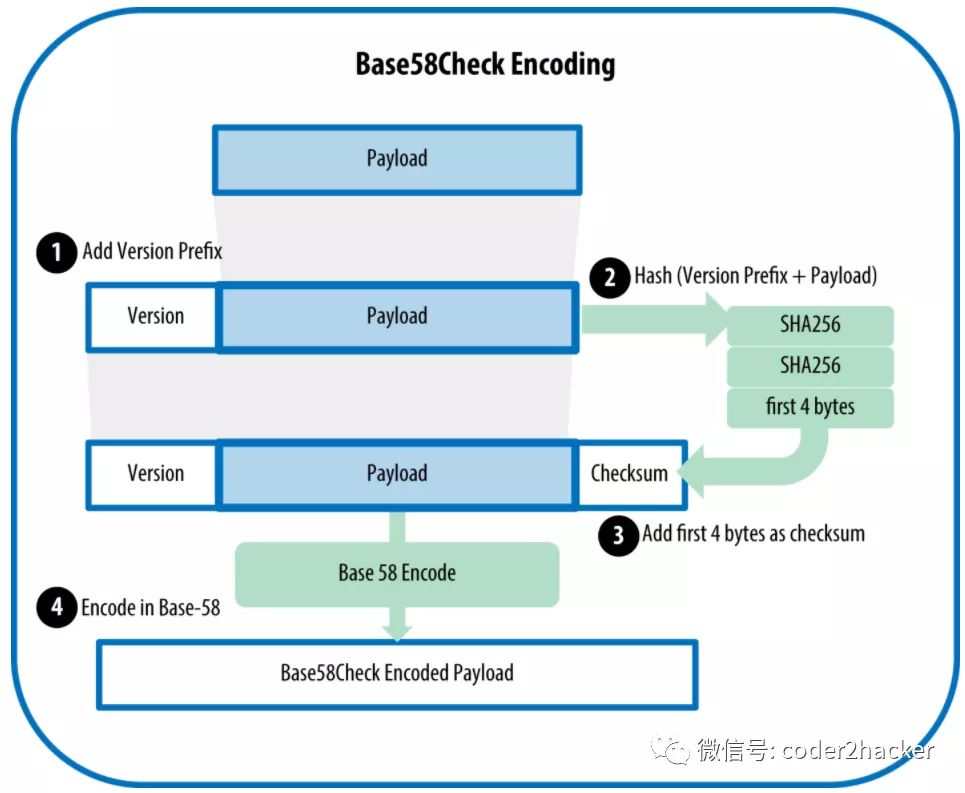 Base58Check Encoding
Payload
1 Add Version Prefix
2 Hash (Version Prefix + Payload)
Version Payload
SHA256
SHA256
first 4 bytes
Version Payload Checksum
3 Add first 4 bytes as checksum
Base 58 Encode
4 Encode in Base-58
Base58Check Encoded Payload
微信号: coder2hacker